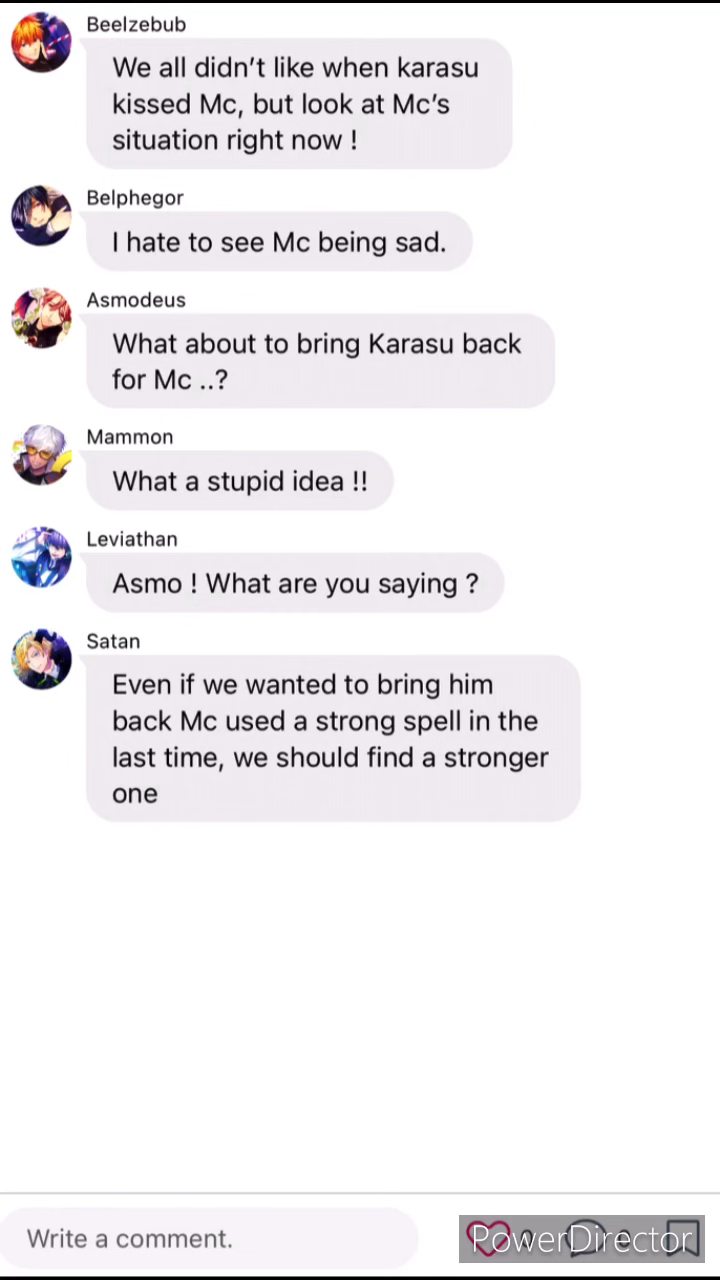 Beelzebub
We all didn’t like when karasu
kissed Mc, but look at Mc’s
situation right now !
Belphegor
I hate to see Mc being sad.
Asmodeus
What about to bring Karasu back
for Mc ..?
Mammon
What a stupid idea !!
Leviathan
Asmo ! What are you saying ?
Satan
Even if we wanted to bring him
back Mc used a strong spell in the
last time, we should find a stronger
one
Write a comment.
PowerDirector